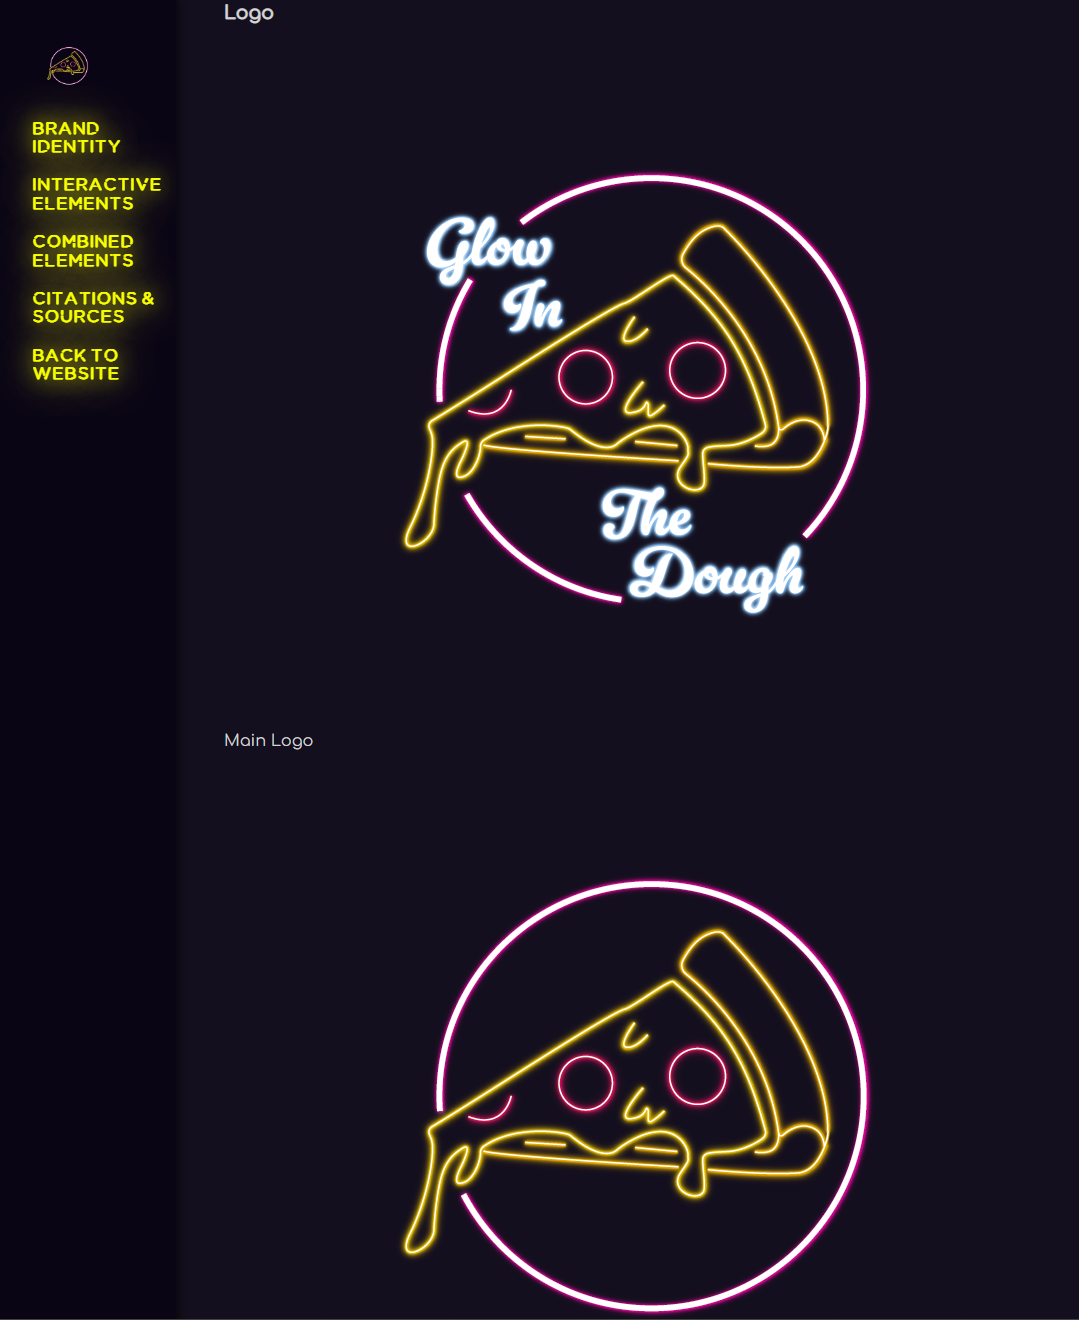 Logo
BRAND
IDENTITY
INTERACTIVE
ELEMENTS
COMBINED
ELEMENTS
CITATIONS &
SOURCES
BACK TO
WEBSITE
Glow
In
The
Dough
Main Logo